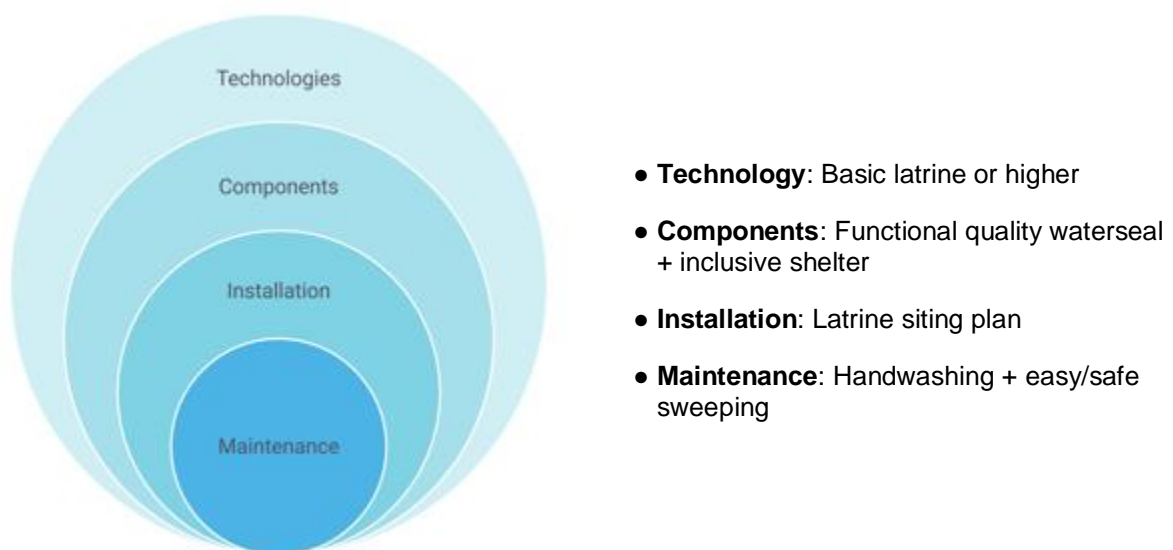 Technologies
Components
Installation
Maintenance
● Technology: Basic latrine or higher
● Components: Functional quality waterseal
+ inclusive shelter
● Installation: Latrine siting plan
● Maintenance: Handwashing + easy/safe
sweeping